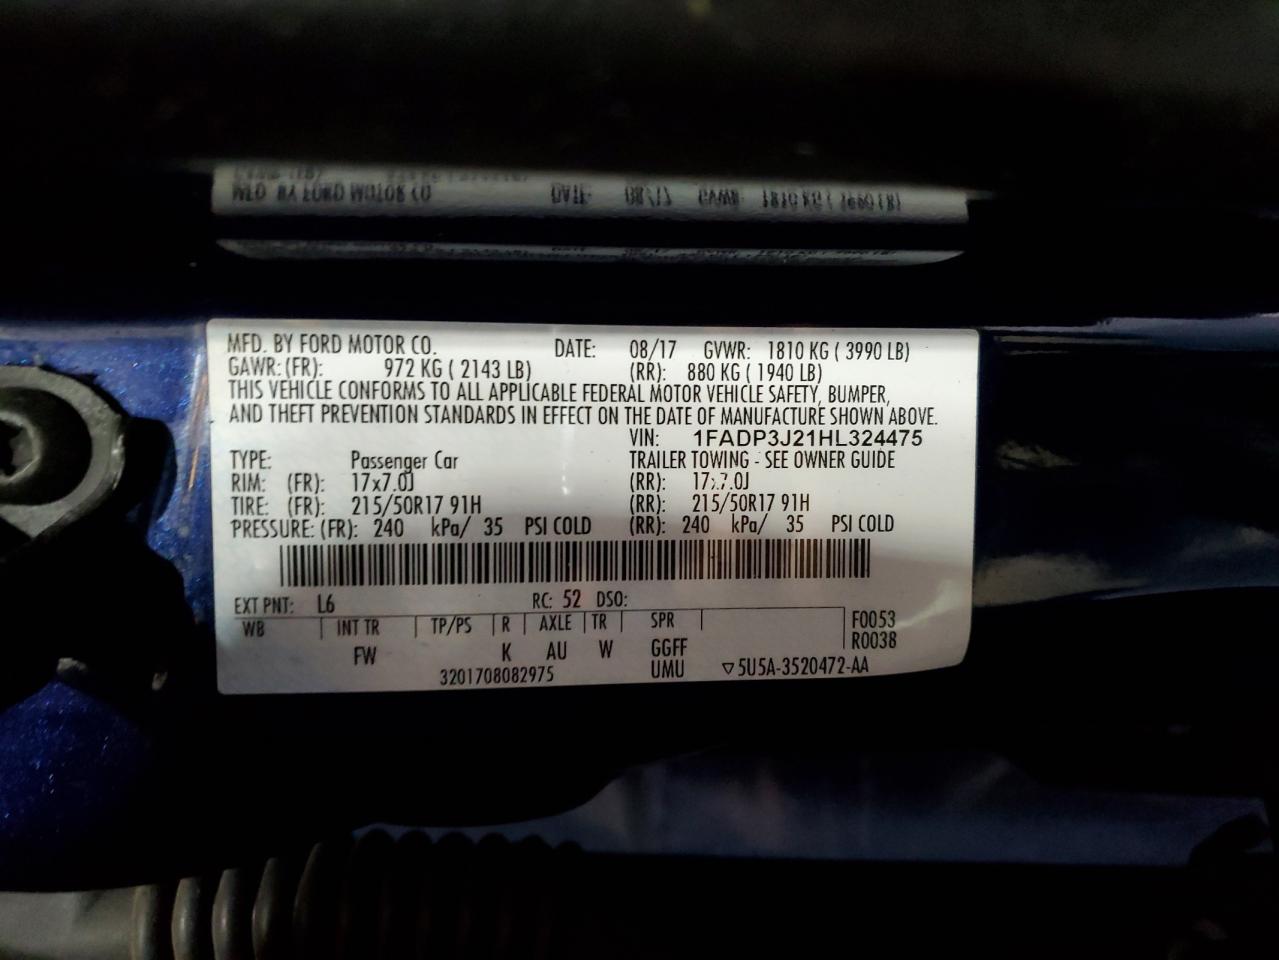 MFD. BY FORD MOTOR CO. DATE: 08/17 GVWR: 1810 KG ( 3990 LB)
GAWR: (FR): 972 KG ( 2143 LB) (RR): 880 KG ( 1940 LB)
THIS VEHICLE CONFORMS TO ALL APPLICABLE FEDERAL MOTOR VEHICLE SAFETY, BUMPER,
AND THEFT PREVENTION STANDARDS IN EFFECT ON THE DATE OF MANUFACTURE SHOWN ABOVE.
VIN: 1FADP3J21HL324475
TYPE: Passenger Car TRAILER TOWING - SEE OWNER GUIDE
RIM: (FR): 17x7.0J (RR): 17x7.0J
TIRE: (FR): 215/50R17 91H (RR): 215/50R17 91H
PRESSURE: (FR): 240 kPa/ 35 PSI COLD (RR): 240 kPa/ 35 PSI COLD
EXT PNT: L6 RC: 52 DSO:
WB INT TR TP/PS R AXLE TR SPR F0053
FW K AU W GGFF R0038
3201708082975 UMU ▽5U5A-3520472-AA